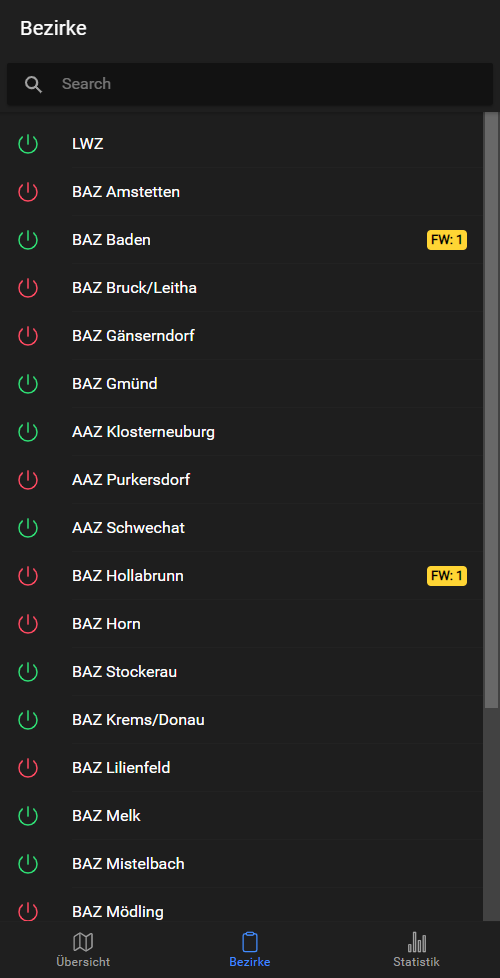 Bezirke
Search
LWZ
BAZ Amstetten
BAZ Baden
FW: 1
BAZ Bruck/Leitha
BAZ Gänserndorf
BAZ Gmünd
AAZ Klosterneuburg
AAZ Purkersdorf
AAZ Schwechat
BAZ Hollabrunn
FW: 1
BAZ Horn
BAZ Stockerau
BAZ Krems/Donau
BAZ Lilienfeld
BAZ Melk
BAZ Mistelbach
BAZ Mödling
Übersicht
Bezirke
Statistik